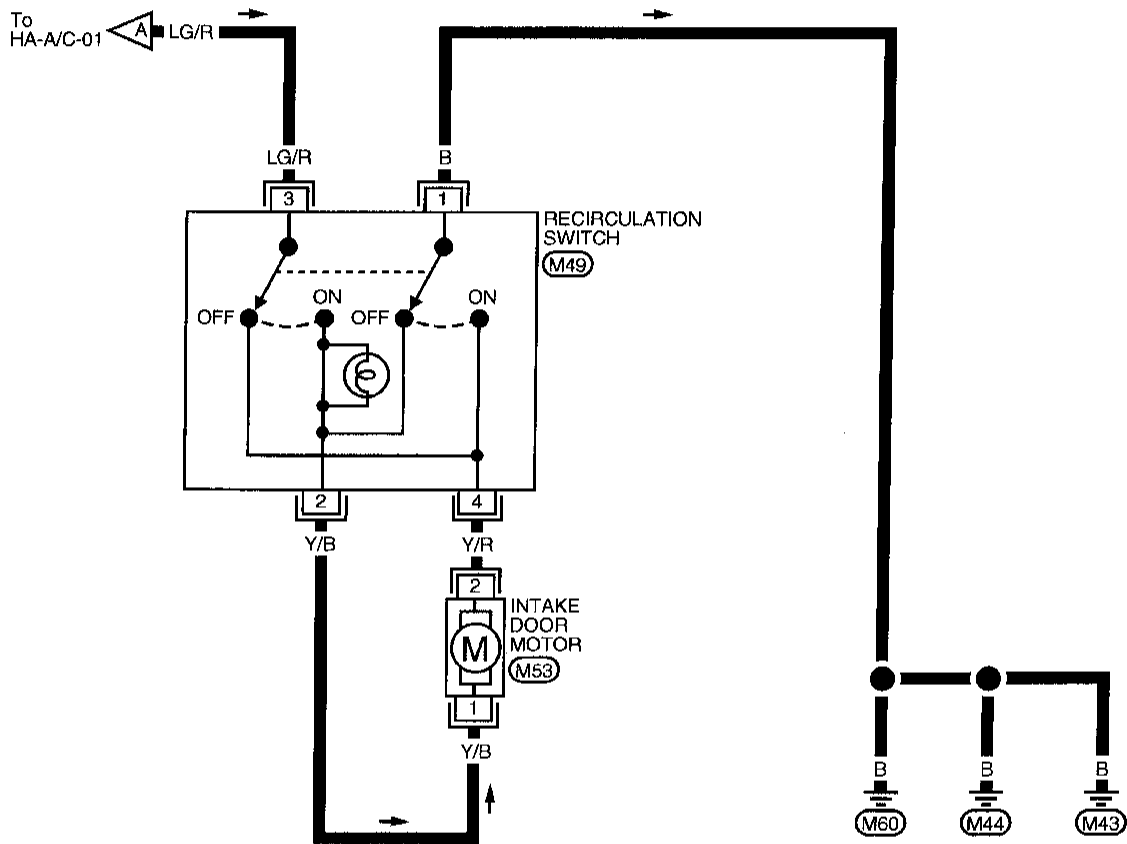 To
HA-A/C-01
A
LG/R
LG/R
B
3
1
RECIRCULATION
SWITCH
M49
OFF
ON
OFF
ON
2
4
Y/B
Y/R
2
INTAKE
DOOR
MOTOR
M53
M
1
Y/B
B
B
B
M60
M44
M43